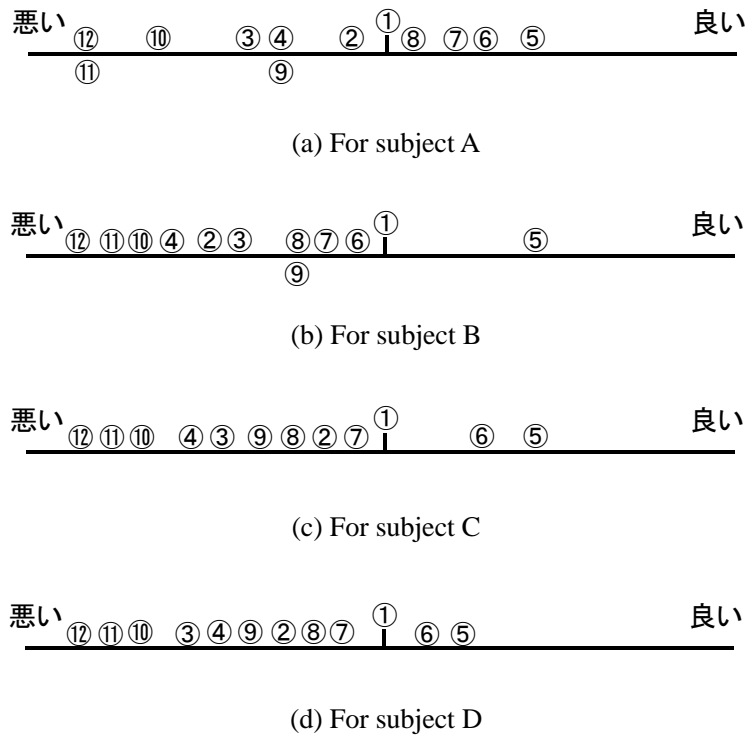 悪い ⑫ ⑩ ③ ④ ② ① ⑧ ⑦ ⑥ ⑤ 良い
⑪ ⑨
(a) For subject A
悪い ⑫ ⑪ ⑩ ④ ② ③ ⑧ ⑦ ⑥ ① ⑤ 良い
⑨
(b) For subject B
悪い ⑫ ⑪ ⑩ ④ ③ ⑨ ⑧ ② ⑦ ① ⑥ ⑤ 良い
(c) For subject C
悪い ⑫ ⑪ ⑩ ③ ④ ⑨ ② ⑧ ⑦ ① ⑥ ⑤ 良い
(d) For subject D